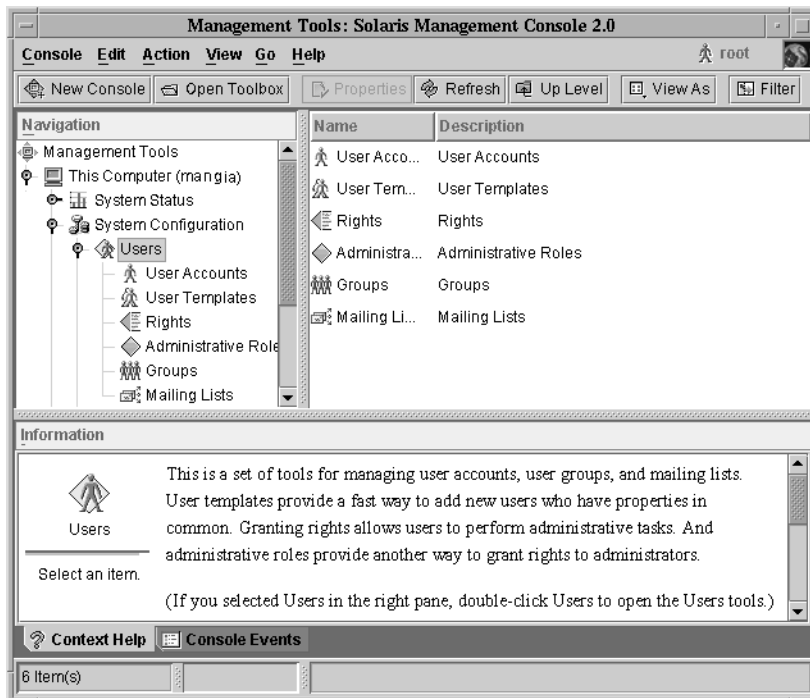 Management Tools: Solaris Management Console 2.0
Console Edit Action View Go Help root
New Console Open Toolbox Properties Refresh Up Level View As Filter
Navigation
Management Tools
This Computer (mangia)
System Status
System Configuration
Users
User Accounts
User Templates
Rights
Administrative Role
Groups
Mailing Lists
Name Description
User Acco... User Accounts
User Tem... User Templates
Rights Rights
Administra... Administrative Roles
Groups Groups
Mailing Li... Mailing Lists
Information
Users
Select an item.
This is a set of tools for managing user accounts, user groups, and mailing lists.
User templates provide a fast way to add new users who have properties in
common. Granting rights allows users to perform administrative tasks. And
administrative roles provide another way to grant rights to administrators.
(If you selected Users in the right pane, double-click Users to open the Users tools.)
Context Help Console Events
6 Item(s)